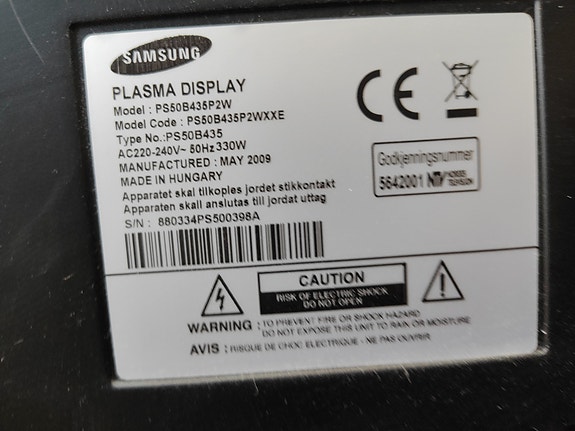 SAMSUNG
PLASMA DISPLAY
Model : PS50B435P2W
Model Code : PS50B435P2WXXE
Type No.:PS50B435
AC220-240V~ 50Hz 330W
MANUFACTURED : MAY 2009
MADE IN HUNGARY
Apparatet skal tilkoples jordet stikkontakt
Apparaten skall anslutas till jordat uttag
S/N : 880334PS500398A
CE
Godkjenningsnummer
5642001 NTV NORGES TELEVISION
CAUTION
RISK OF ELECTRIC SHOCK
DO NOT OPEN
WARNING : TO PREVENT FIRE OR SHOCK HAZARD
DO NOT EXPOSE THIS UNIT TO RAIN OR MOISTURE
AVIS : RISQUE DE CHOC ELECTRIQUE - NE PAS OUVRIR